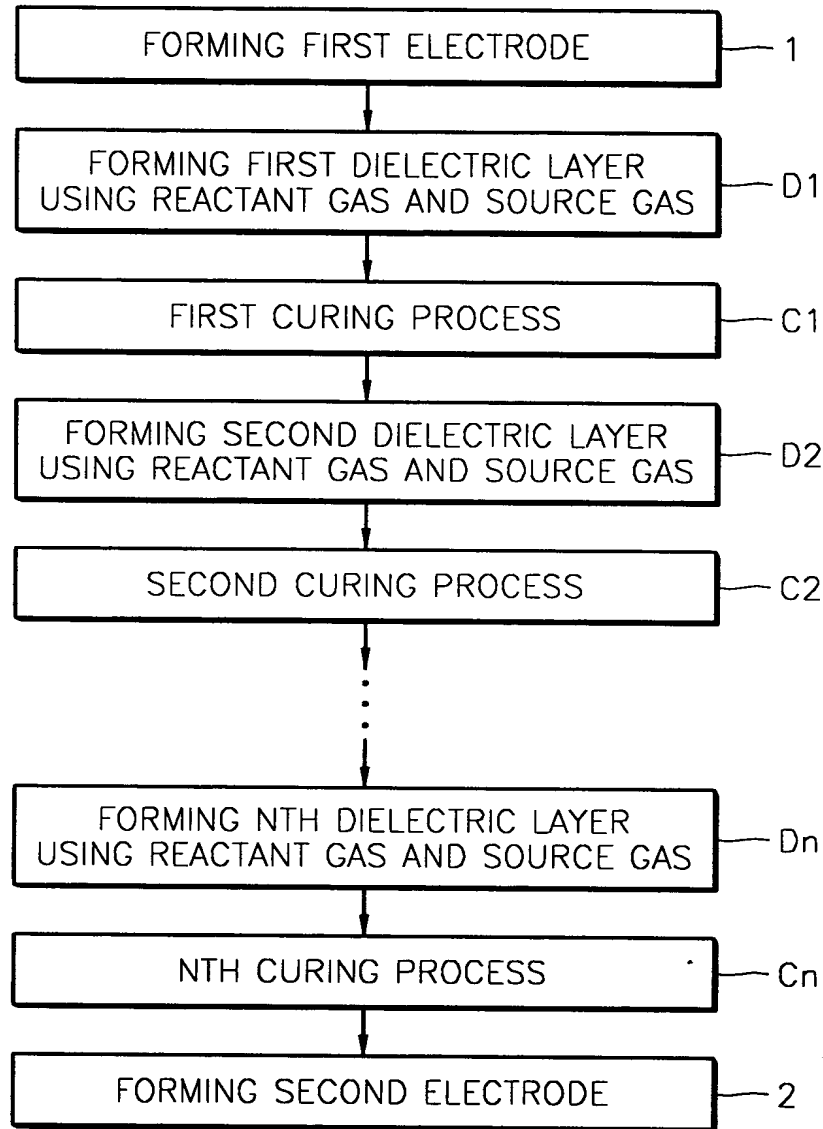 FORMING FIRST ELECTRODE
1
FORMING FIRST DIELECTRIC LAYER
USING REACTANT GAS AND SOURCE GAS
D1
FIRST CURING PROCESS
C1
FORMING SECOND DIELECTRIC LAYER
USING REACTANT GAS AND SOURCE GAS
D2
SECOND CURING PROCESS
C2
FORMING NTH DIELECTRIC LAYER
USING REACTANT GAS AND SOURCE GAS
Dn
NTH CURING PROCESS
Cn
FORMING SECOND ELECTRODE
2